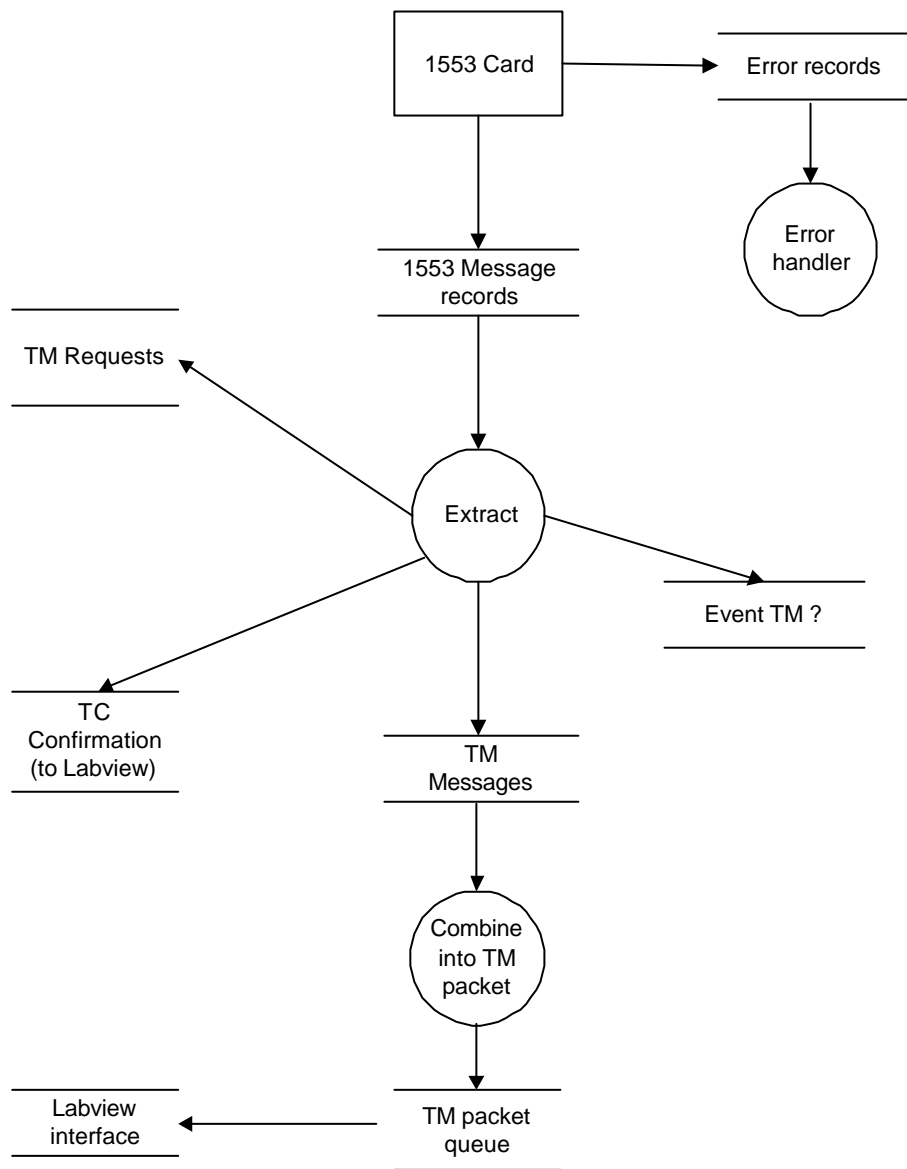 1553 Card
Error records
Error
handler
1553 Message
records
TM Requests
Extract
Event TM ?
TC
Confirmation
(to Labview)
TM
Messages
Combine
into TM
packet
Labview
interface
TM packet
queue